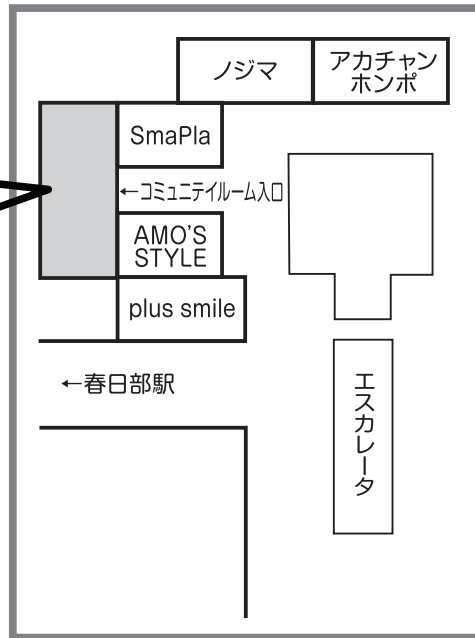 ノジマ
アカチャン
ホンポ
SmaPla
←コミュニテイルーム入口
AMO'S
STYLE
plus smile
←春日部駅
エスカレータ